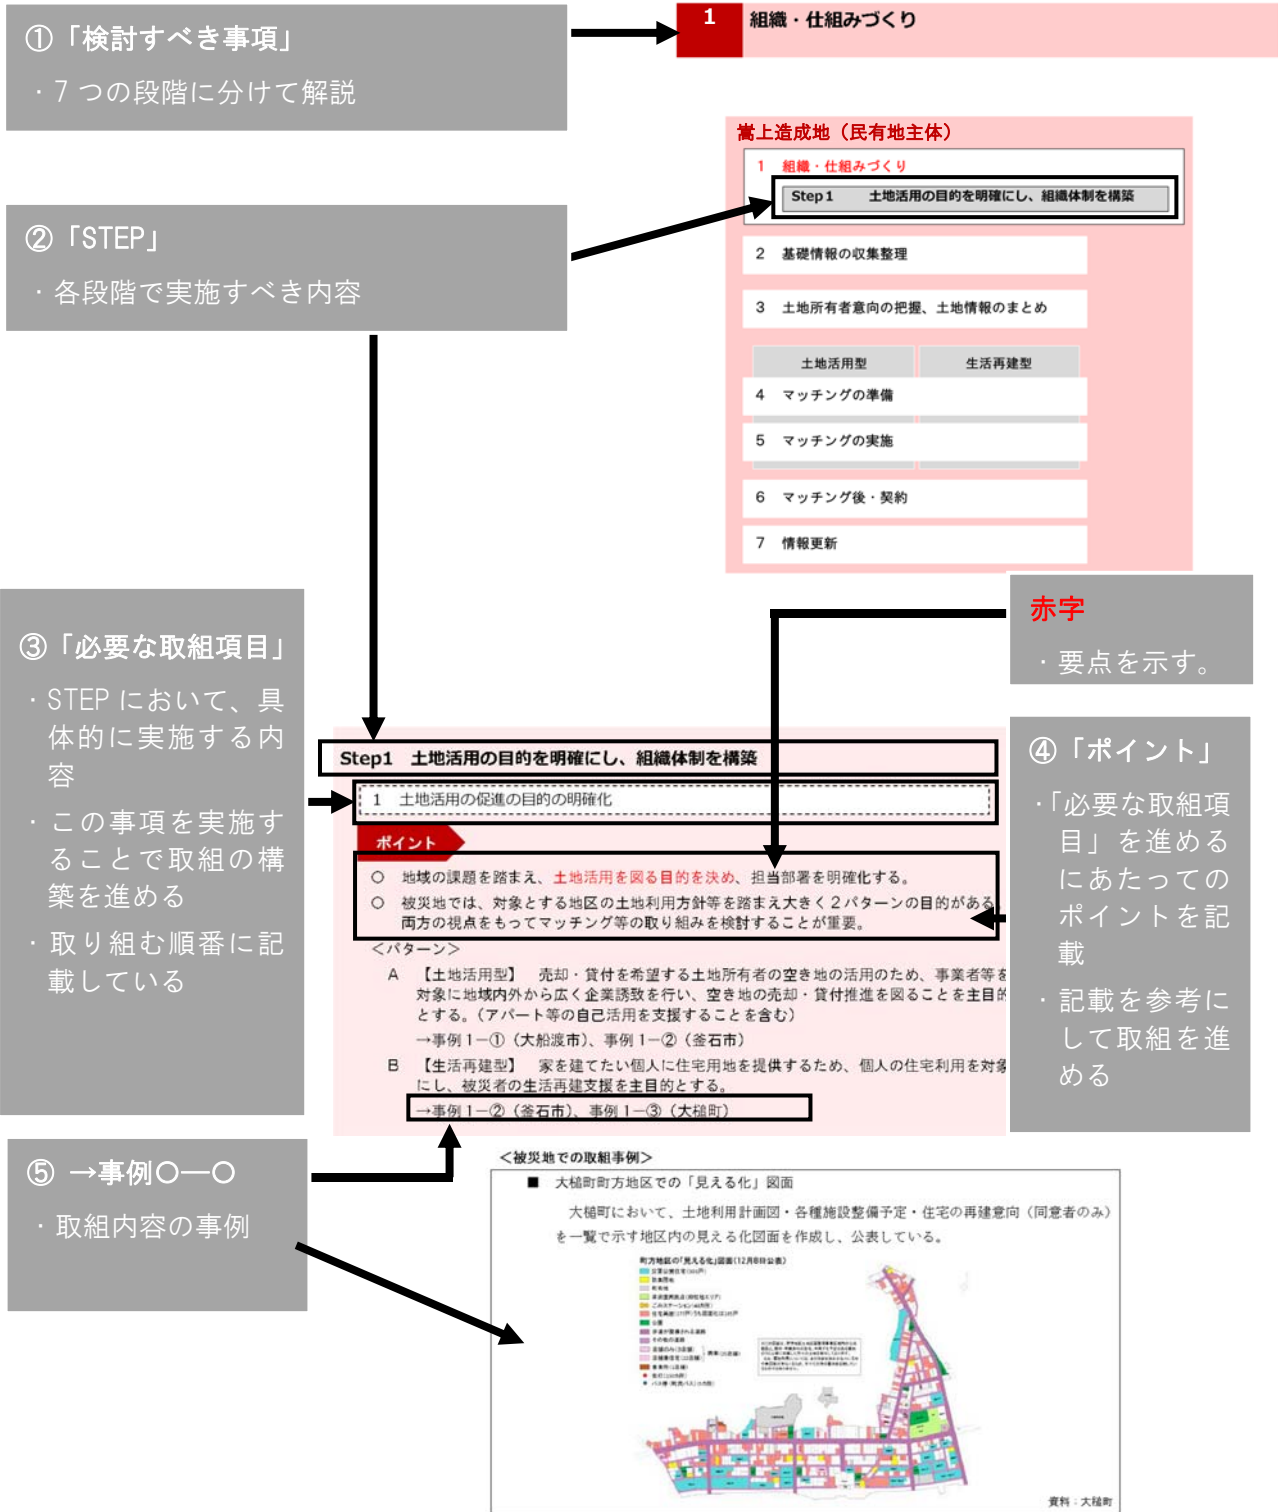 ①「検討すべき事項」
・7 つの段階に分けて解説
1 組織・仕組みづくり
嵩上造成地（民有地主体）
1 組織・仕組みづくり
Step 1 土地活用の目的を明確にし、組織体制を構築
2 基礎情報の収集整理
3 土地所有者意向の把握、土地情報のまとめ
土地活用型 生活再建型
4 マッチングの準備
5 マッチングの実施
6 マッチング後・契約
7 情報更新
②「STEP」
・各段階で実施すべき内容
③「必要な取組項目」
・STEP において、具
体的に実施する内
容
・この事項を実施す
ることで取組の構
築を進める
・取り組む順番に記
載している
赤字
・要点を示す。
Step1 土地活用の目的を明確にし、組織体制を構築
1 土地活用の促進の目的の明確化
ポイント
○ 地域の課題を踏まえ、土地活用を図る目的を決め、担当部署を明確化する。
○ 被災地では、対象とする地区の土地利用方針等を踏まえ大きく２パターンの目的がある。
両方の視点をもってマッチング等の取り組みを検討することが重要。
＜パターン＞
A 【土地活用型】 売却・貸付を希望する土地所有者の空き地の活用のため、事業者等を
対象に地域内外から広く企業誘致を行い、空き地の売却・貸付推進を図ることを主目的
とする。（アパート等の自己活用を支援することを含む）
→事例１―①（大船渡市）、事例１―②（釜石市）
B 【生活再建型】 家を建てたい個人に住宅用地を提供するため、個人の住宅利用を対象
にし、被災者の生活再建支援を主目的とする。
→事例１―②（釜石市）、事例１―③（大槌町）
④「ポイント」
・「必要な取組項
目」を進める
にあたっての
ポイントを記
載
・記載を参考に
して取組を進
める
⑤ →事例〇―〇
・取組内容の事例
＜被災地での取組事例＞
■ 大槌町町方地区での「見える化」図面
大槌町において、土地利用計画図・各種施設整備予定・住宅の再建意向（同意者のみ）
を一覧で示す地区内の見える化図面を作成し、公表している。
町方地区の「見える化」図面(12月8日公表)
公園
資料：大槌町